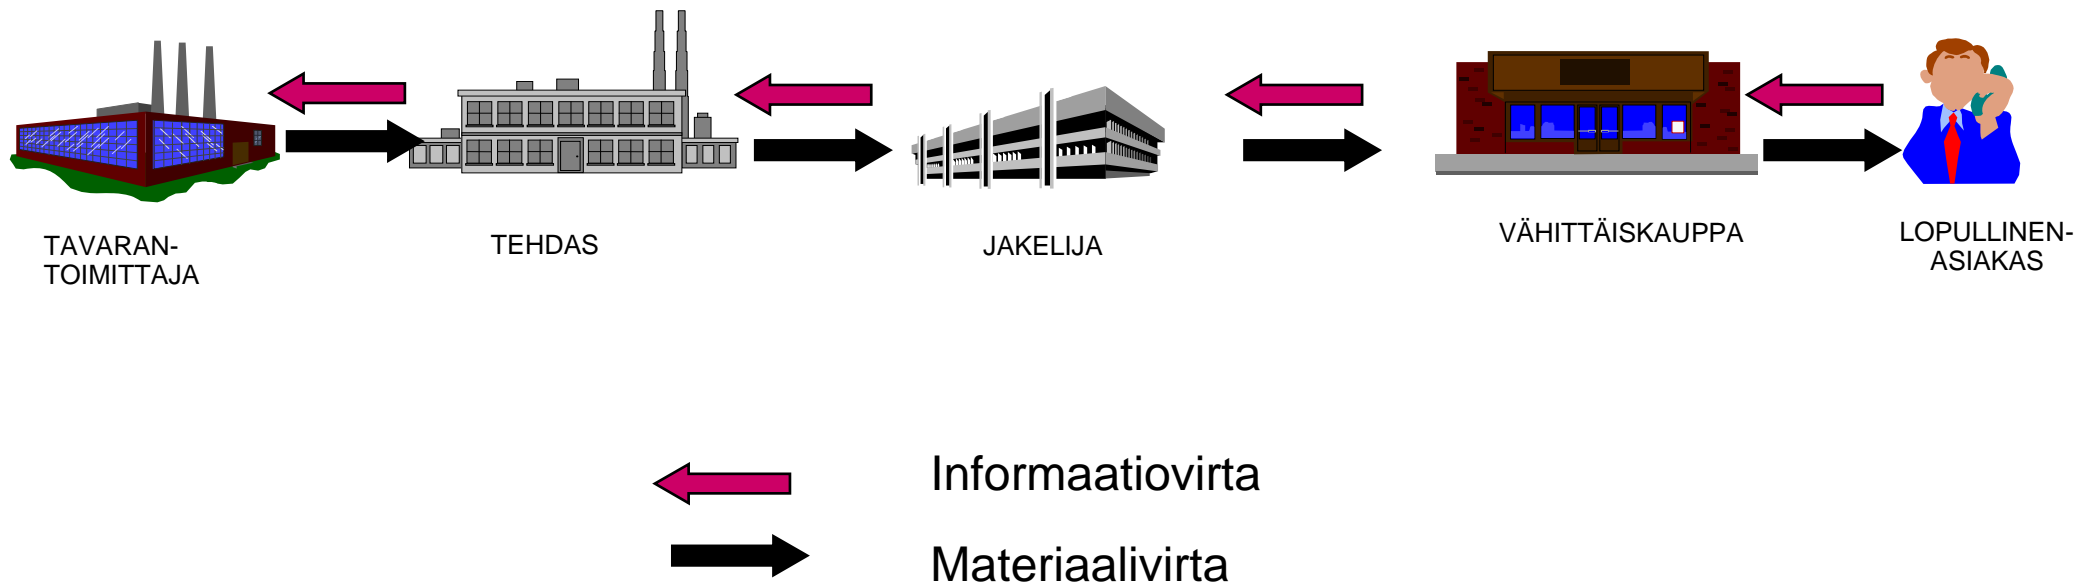 TAVARAN-
TOIMITTAJA
TEHDAS
JAKELIJA
VÄHITTÄISKAUPPA
LOPULLINEN-
ASIAKAS
Informaatiovirta
Materiaalivirta